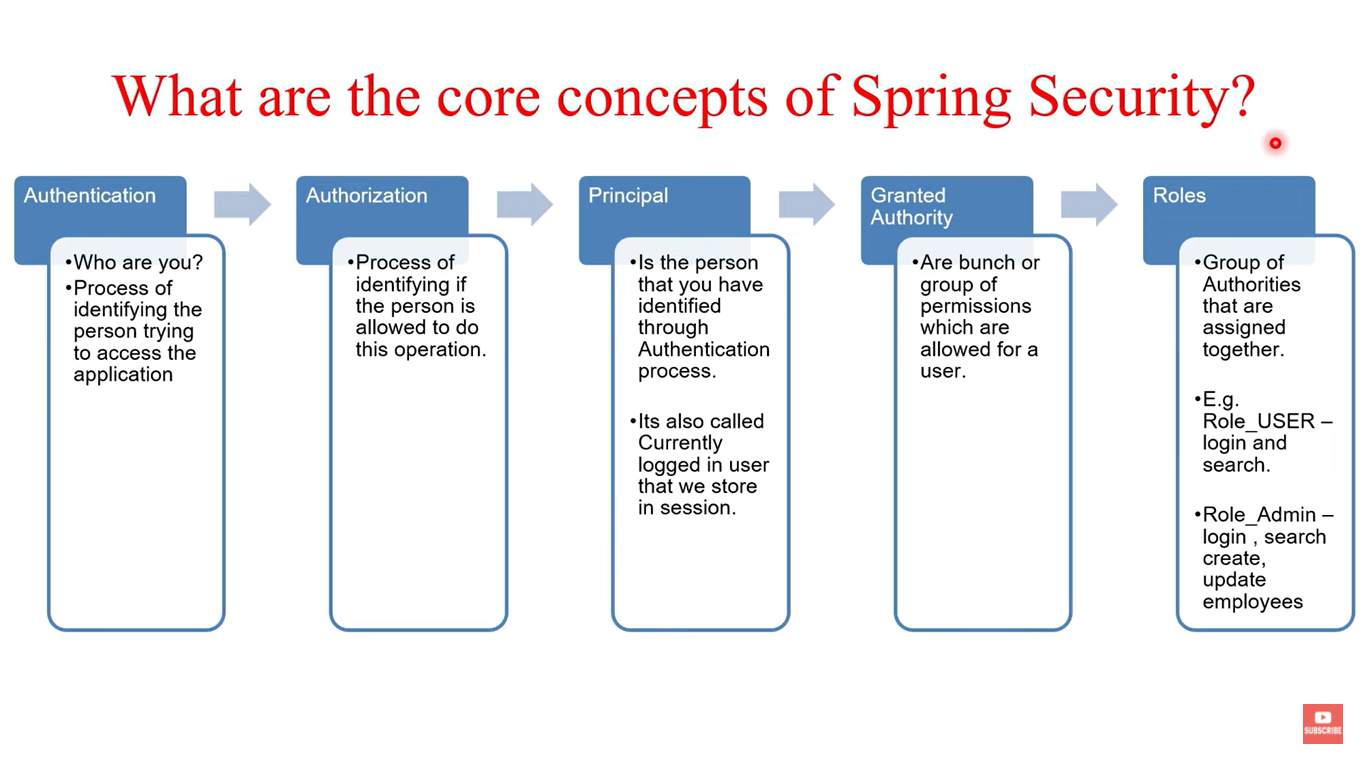 What are the core concepts of Spring Security?
Authentication
•Who are you?
•Process of
identifying the
person trying
to access the
application
Authorization
•Process of
identifying if
the person is
allowed to do
this operation.
Principal
•Is the person
that you have
identified
through
Authentication
process.
•Its also called
Currently
logged in user
that we store
in session.
Granted
Authority
•Are bunch or
group of
permissions
which are
allowed for a
user.
Roles
•Group of
Authorities
that are
assigned
together.
•E.g.
Role_USER –
login and
search.
•Role_Admin –
login , search
create,
update
employees
SUBSCRIBE